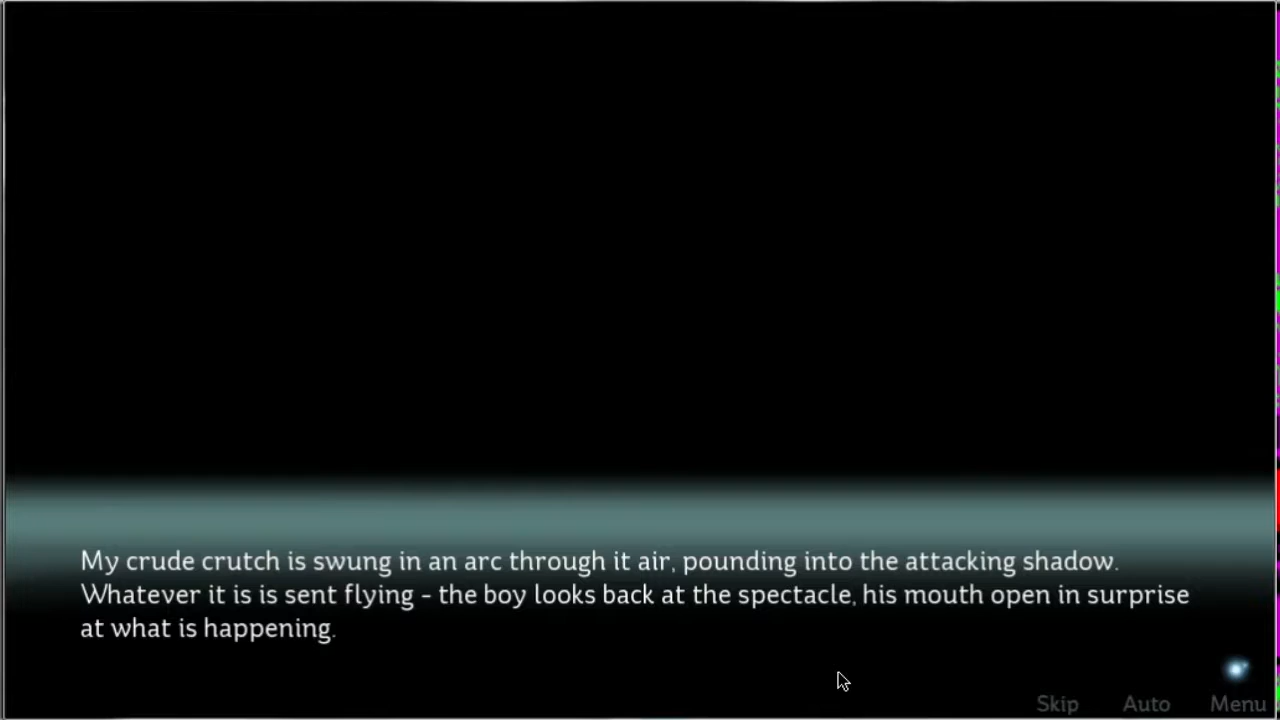 My crude crutch is swung in an arc through it air, pounding into the attacking shadow.
Whatever it is is sent flying - the boy looks back at the spectacle, his mouth open in surprise
at what is happening.
Skip Auto Menu